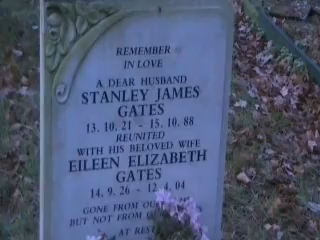 REMEMBER
IN LOVE
A DEAR HUSBAND
STANLEY JAMES
GATES
13. 10. 21 - 15. 10. 88
REUNITED
WITH HIS BELOVED WIFE
EILEEN ELIZABETH
GATES
14. 9. 26 - 12. 4. 04
GONE FROM OUR
BUT NOT FROM
AT REST